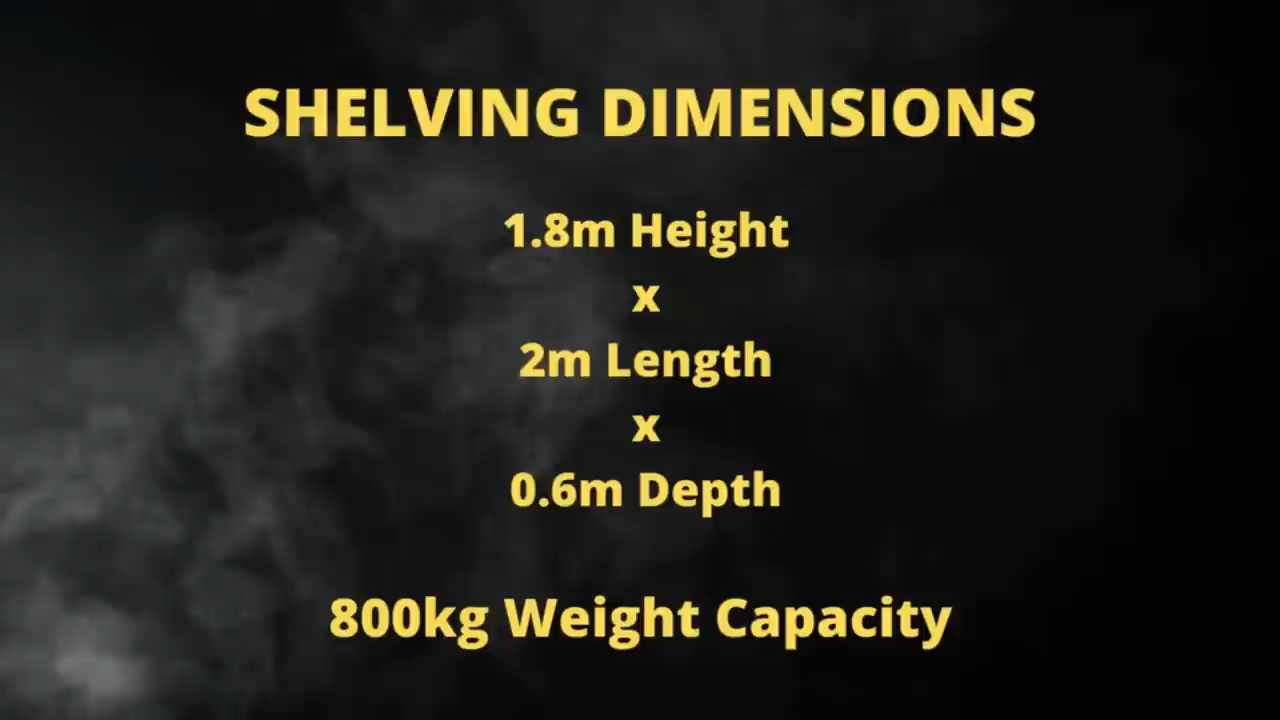 SHELVING DIMENSIONS
1.8m Height
x
2m Length
x
0.6m Depth
800kg Weight Capacity